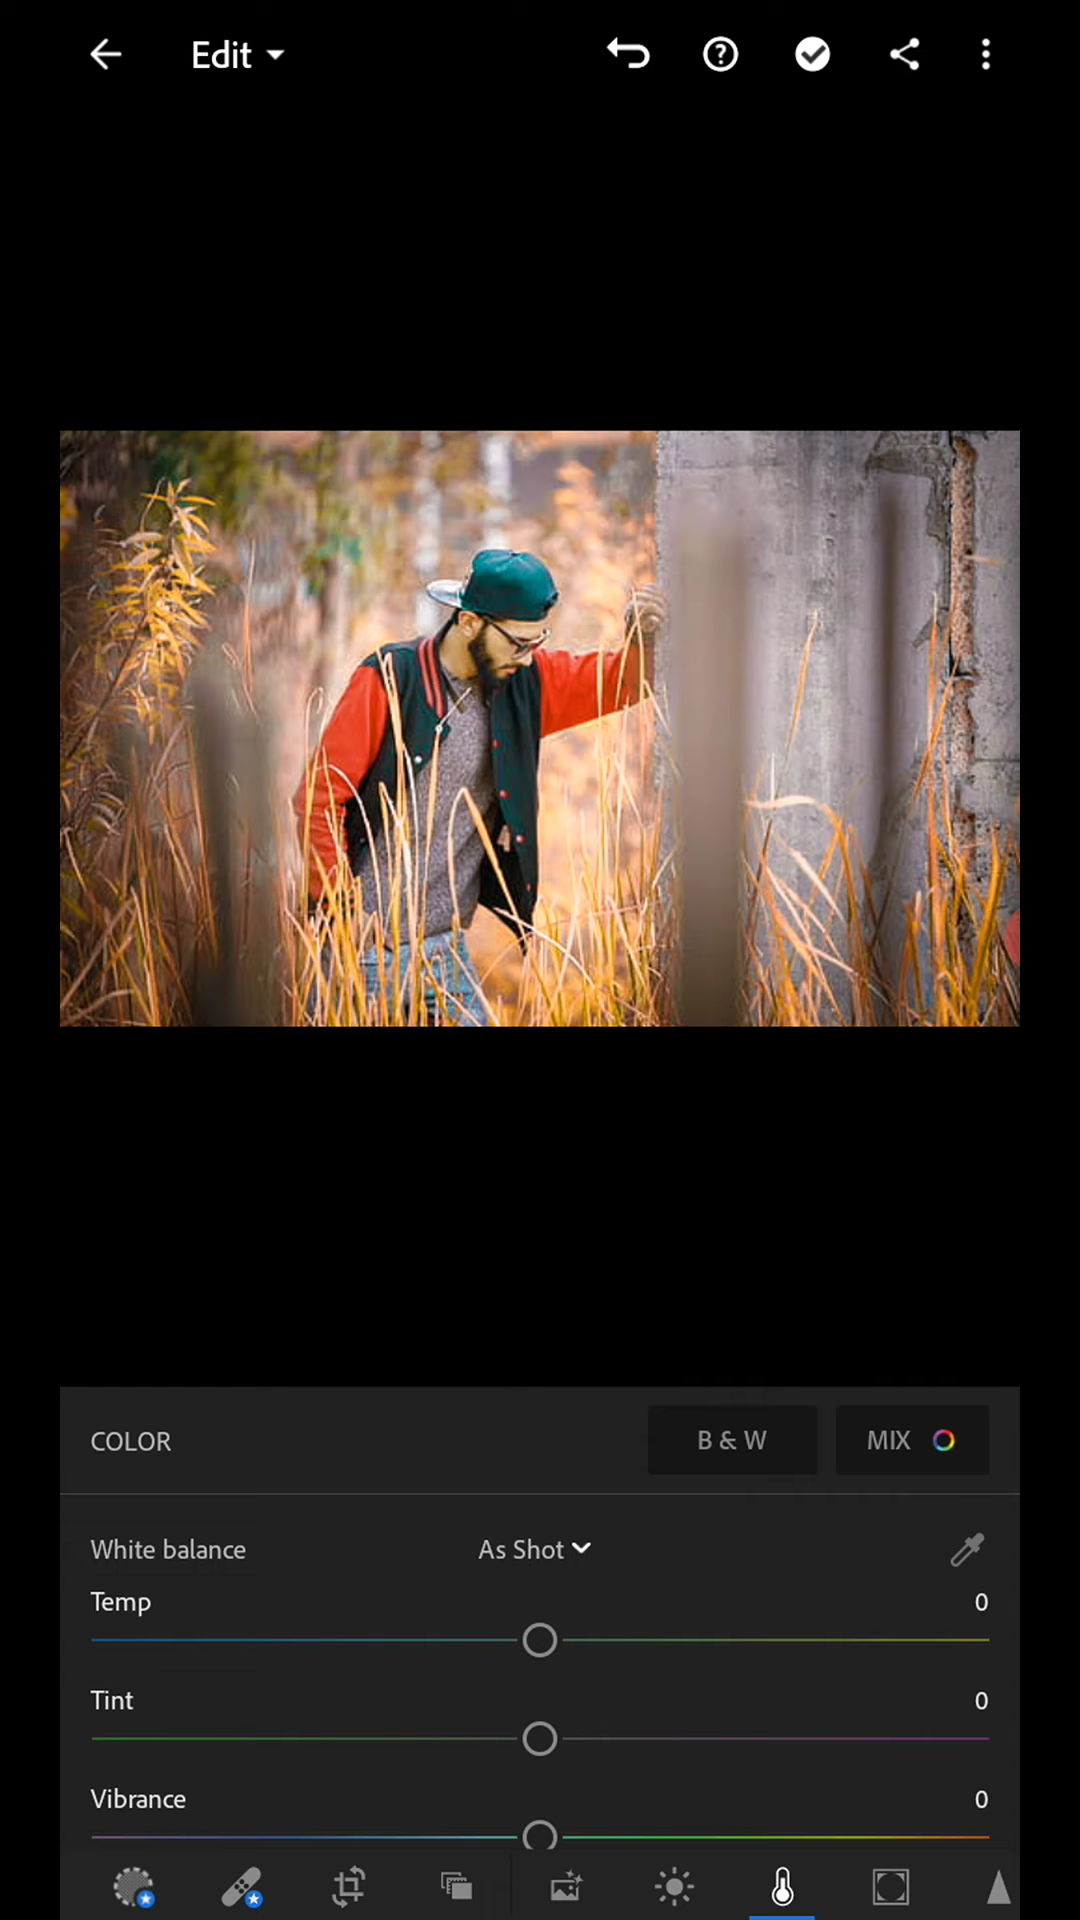 Edit
COLOR
B & W
MIX
White balance
As Shot
Temp
0
Tint
0
Vibrance
0